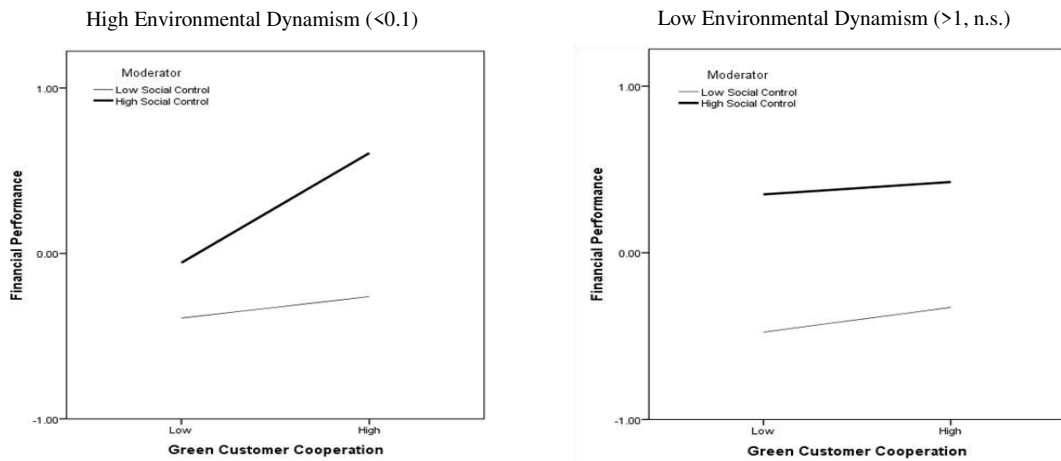 High Environmental Dynamism (<0.1)
Moderator
Low Social Control
High Social Control
1.00
0.00
-1.00
Financial Performance
Low
High
Green Customer Cooperation
Low Environmental Dynamism (>1, n.s.)
Moderator
Low Social Control
High Social Control
1.00
0.00
-1.00
Financial Performance
Low
High
Green Customer Cooperation